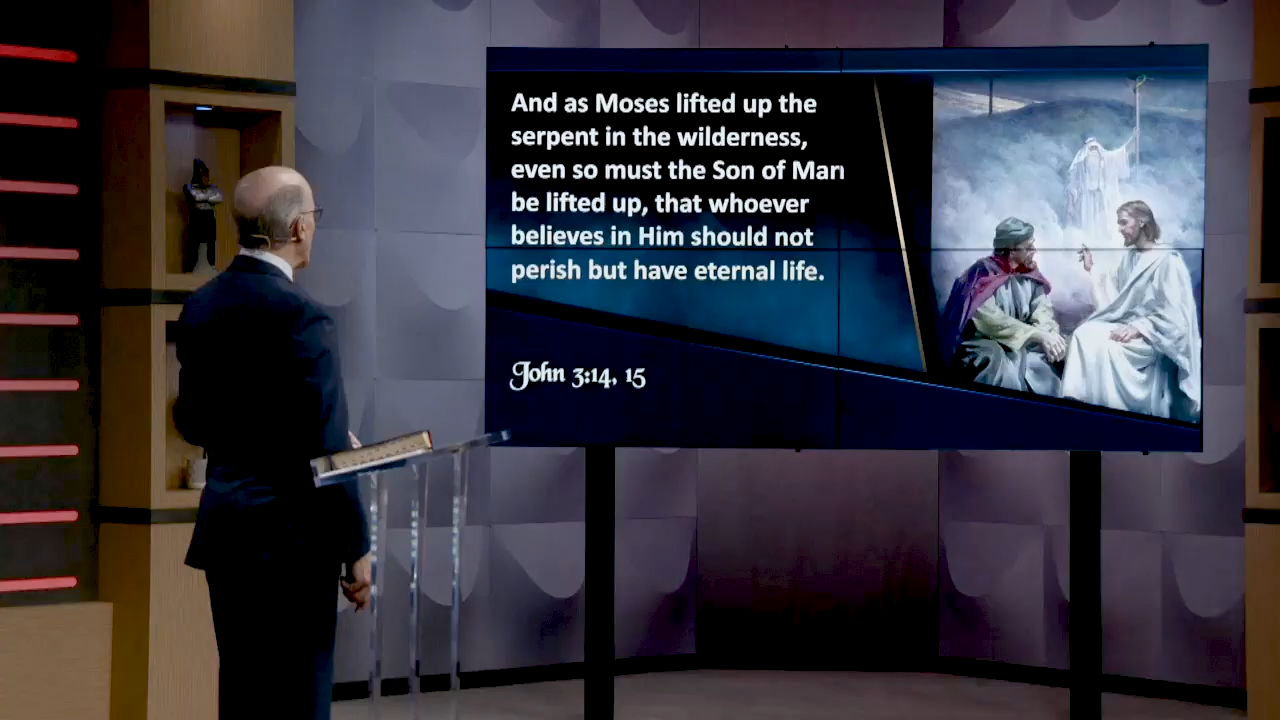 And as Moses lifted up the
serpent in the wilderness,
even so must the Son of Man
be lifted up, that whoever
believes in Him should not
perish but have eternal life.
John 3:14, 15